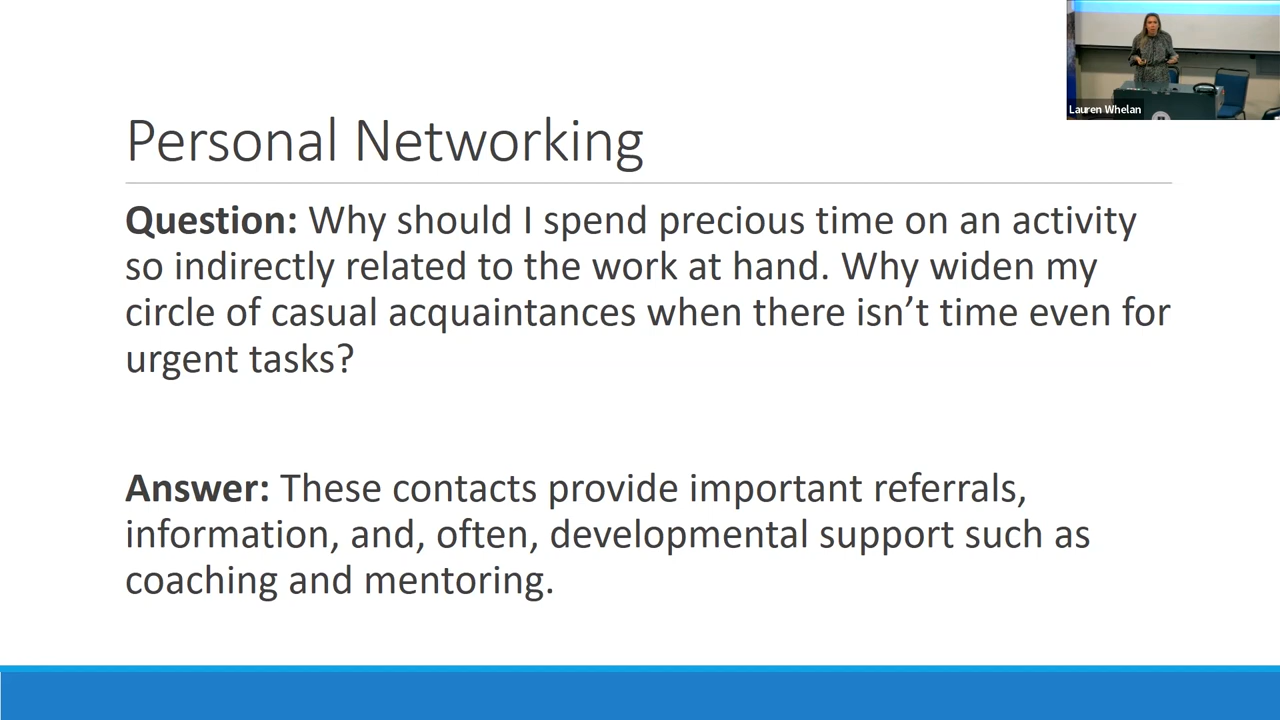 Lauren Whelan
Personal Networking
Question: Why should I spend precious time on an activity
so indirectly related to the work at hand. Why widen my
circle of casual acquaintances when there isn’t time even for
urgent tasks?
Answer: These contacts provide important referrals,
information, and, often, developmental support such as
coaching and mentoring.